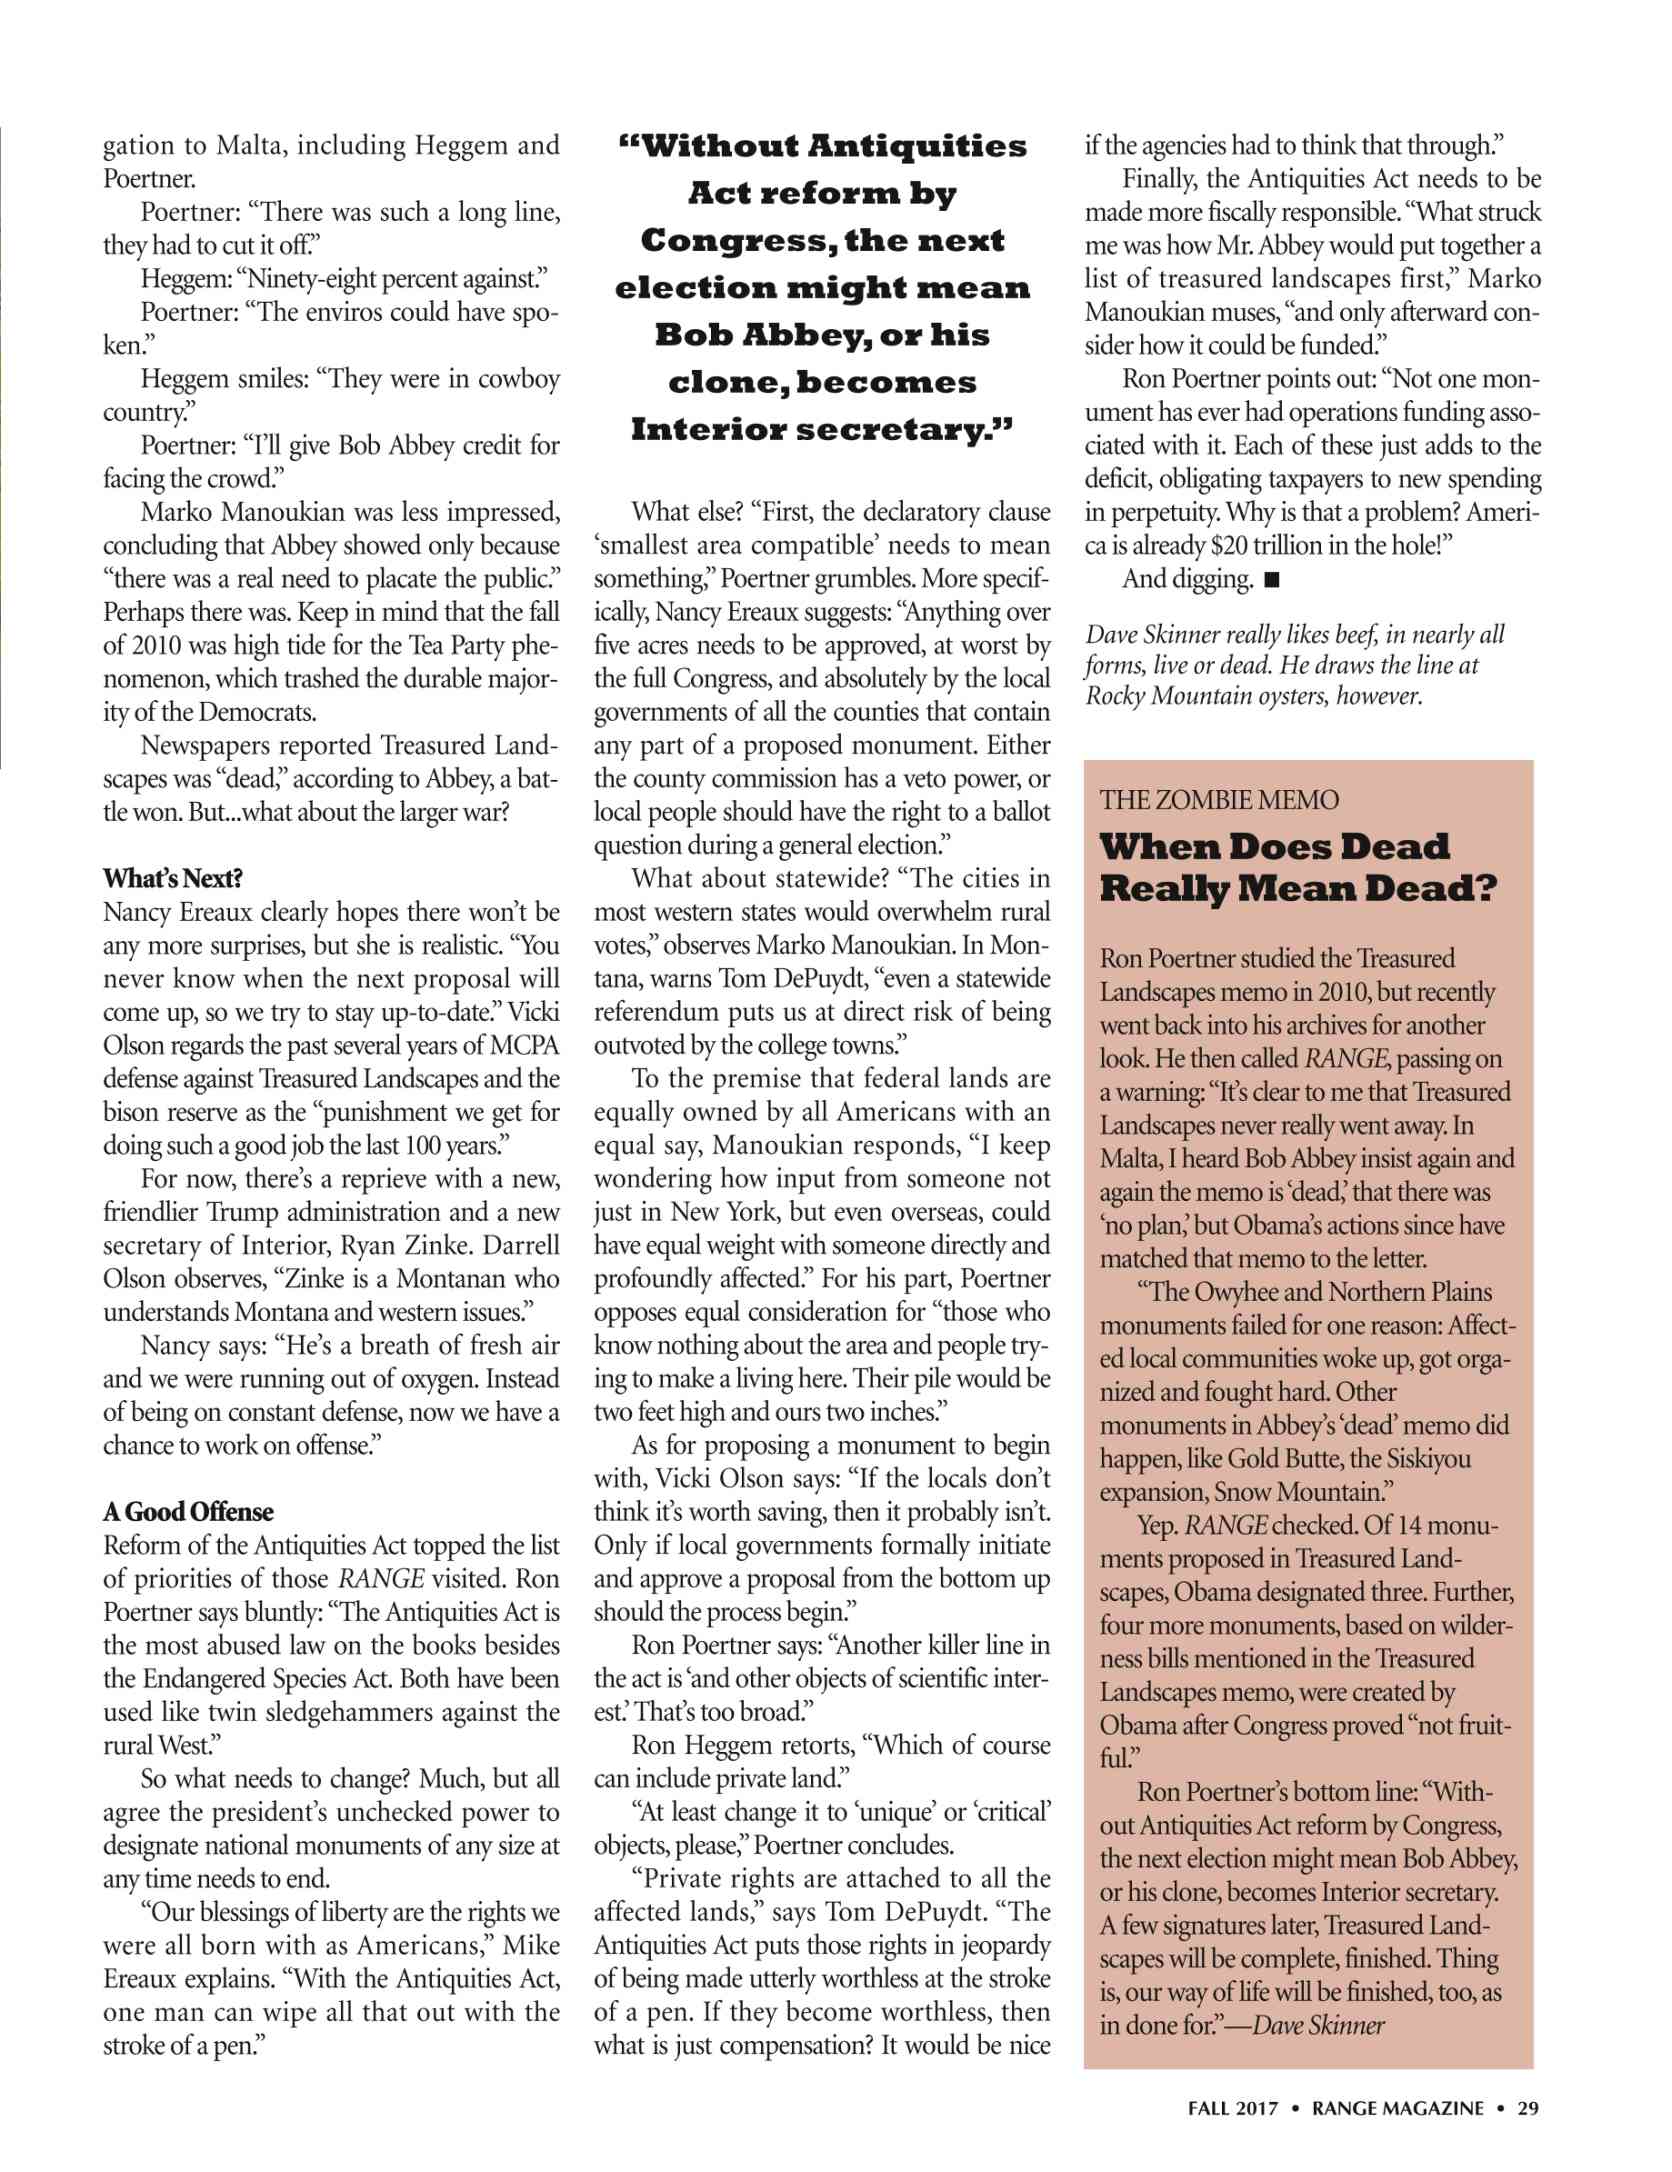 gation to Malta, including Heggem and
Poertner.
Poertner: “There was such a long line,
they had to cut it off.”
Heggem: “Ninety-eight percent against.”
Poertner: “The enviros could have spo-
ken.”
Heggem smiles: “They were in cowboy
country.”
Poertner: “I’ll give Bob Abbey credit for
facing the crowd.”
Marko Manoukian was less impressed,
concluding that Abbey showed only because
“there was a real need to placate the public.”
Perhaps there was. Keep in mind that the fall
of 2010 was high tide for the Tea Party phe-
nomenon, which trashed the durable major-
ity of the Democrats.
Newspapers reported Treasured Land-
scapes was “dead,” according to Abbey, a bat-
tle won. But...what about the larger war?
What’s Next?
Nancy Ereaux clearly hopes there won’t be
any more surprises, but she is realistic. “You
never know when the next proposal will
come up, so we try to stay up-to-date.” Vicki
Olson regards the past several years of MCPA
defense against Treasured Landscapes and the
bison reserve as the “punishment we get for
doing such a good job the last 100 years.”
For now, there’s a reprieve with a new,
friendlier Trump administration and a new
secretary of Interior, Ryan Zinke. Darrell
Olson observes, “Zinke is a Montanan who
understands Montana and western issues.”
Nancy says: “He’s a breath of fresh air
and we were running out of oxygen. Instead
of being on constant defense, now we have a
chance to work on offense.”
A Good Offense
Reform of the Antiquities Act topped the list
of priorities of those RANGE visited. Ron
Poertner says bluntly: “The Antiquities Act is
the most abused law on the books besides
the Endangered Species Act. Both have been
used like twin sledgehammers against the
rural West.”
So what needs to change? Much, but all
agree the president’s unchecked power to
designate national monuments of any size at
any time needs to end.
“Our blessings of liberty are the rights we
were all born with as Americans,” Mike
Ereaux explains. “With the Antiquities Act,
one man can wipe all that out with the
stroke of a pen.”
“Without Antiquities
Act reform by
Congress, the next
election might mean
Bob Abbey, or his
clone, becomes
Interior secretary.”
What else? “First, the declaratory clause
‘smallest area compatible’ needs to mean
something,” Poertner grumbles. More specif-
ically, Nancy Ereaux suggests: “Anything over
five acres needs to be approved, at worst by
the full Congress, and absolutely by the local
governments of all the counties that contain
any part of a proposed monument. Either
the county commission has a veto power, or
local people should have the right to a ballot
question during a general election.”
What about statewide? “The cities in
most western states would overwhelm rural
votes,” observes Marko Manoukian. In Mon-
tana, warns Tom DePuydt, “even a statewide
referendum puts us at direct risk of being
outvoted by the college towns.”
To the premise that federal lands are
equally owned by all Americans with an
equal say, Manoukian responds, “I keep
wondering how input from someone not
just in New York, but even overseas, could
have equal weight with someone directly and
profoundly affected.” For his part, Poertner
opposes equal consideration for “those who
know nothing about the area and people try-
ing to make a living here. Their pile would be
two feet high and ours two inches.”
As for proposing a monument to begin
with, Vicki Olson says: “If the locals don’t
think it’s worth saving, then it probably isn’t.
Only if local governments formally initiate
and approve a proposal from the bottom up
should the process begin.”
Ron Poertner says: “Another killer line in
the act is ‘and other objects of scientific inter-
est.’ That’s too broad.”
Ron Heggem retorts, “Which of course
can include private land.”
“At least change it to ‘unique’ or ‘critical’
objects, please,” Poertner concludes.
“Private rights are attached to all the
affected lands,” says Tom DePuydt. “The
Antiquities Act puts those rights in jeopardy
of being made utterly worthless at the stroke
of a pen. If they become worthless, then
what is just compensation? It would be nice
if the agencies had to think that through.”
Finally, the Antiquities Act needs to be
made more fiscally responsible. “What struck
me was how Mr. Abbey would put together a
list of treasured landscapes first,” Marko
Manoukian muses, “and only afterward con-
sider how it could be funded.”
Ron Poertner points out: “Not one mon-
ument has ever had operations funding asso-
ciated with it. Each of these just adds to the
deficit, obligating taxpayers to new spending
in perpetuity. Why is that a problem? Ameri-
ca is already $20 trillion in the hole!”
And digging. ■
Dave Skinner really likes beef, in nearly all
forms, live or dead. He draws the line at
Rocky Mountain oysters, however.
THE ZOMBIE MEMO
When Does Dead
Really Mean Dead?
Ron Poertner studied the Treasured
Landscapes memo in 2010, but recently
went back into his archives for another
look. He then called RANGE, passing on
a warning: “It’s clear to me that Treasured
Landscapes never really went away. In
Malta, I heard Bob Abbey insist again and
again the memo is ‘dead,’ that there was
‘no plan,’ but Obama’s actions since have
matched that memo to the letter.
“The Owyhee and Northern Plains
monuments failed for one reason: Affect-
ed local communities woke up, got orga-
nized and fought hard. Other
monuments in Abbey’s ‘dead’ memo did
happen, like Gold Butte, the Siskiyou
expansion, Snow Mountain.”
Yep. RANGE checked. Of 14 monu-
ments proposed in Treasured Land-
scapes, Obama designated three. Further,
four more monuments, based on wilder-
ness bills mentioned in the Treasured
Landscapes memo, were created by
Obama after Congress proved “not fruit-
ful.”
Ron Poertner’s bottom line: “With-
out Antiquities Act reform by Congress,
the next election might mean Bob Abbey,
or his clone, becomes Interior secretary.
A few signatures later, Treasured Land-
scapes will be complete, finished. Thing
is, our way of life will be finished, too, as
in done for.”—Dave Skinner
FALL 2017 • RANGE MAGAZINE • 29